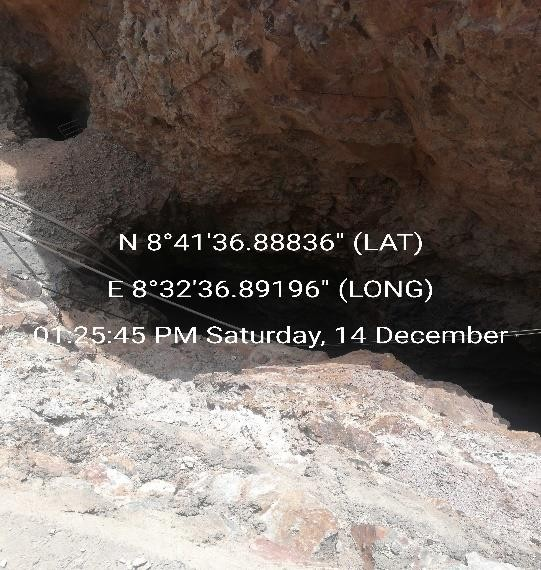 N 8°41'36.88836" (LAT)
E 8°32'36.89196" (LONG)
01:25:45 PM Saturday, 14 December